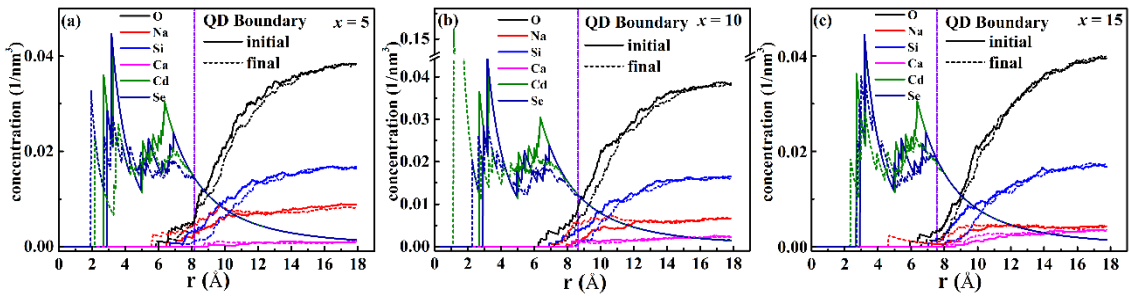 (a)
O
Na
Si
Ca
Cd
Se
QD Boundary
x = 5
initial
final
concentration (1/nm³)
0.04
0.02
0.00
0 2 4 6 8 10 12 14 16 18
r (Å)
(b)
O
Na
Si
Ca
Cd
Se
QD Boundary
x = 10
initial
final
concentration (1/nm³)
0.15
0.04
0.03
0.02
0.01
0.00
0 2 4 6 8 10 12 14 16 18
r (Å)
(c)
O
Na
Si
Ca
Cd
Se
QD Boundary
x = 15
initial
final
concentration (1/nm³)
0.04
0.02
0.00
0 2 4 6 8 10 12 14 16 18
r (Å)